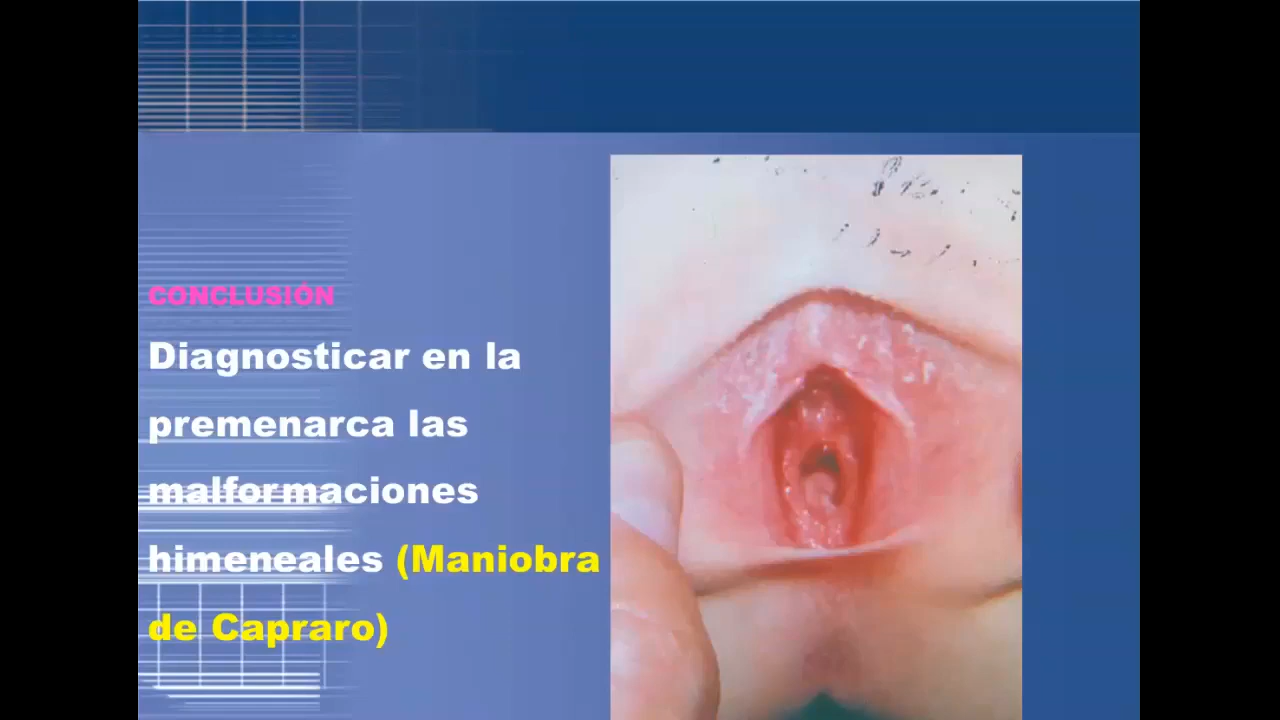 CONCLUSIÓN
Diagnosticar en la
premenarca las
malformaciones
himeneales (Maniobra
de Capraro)